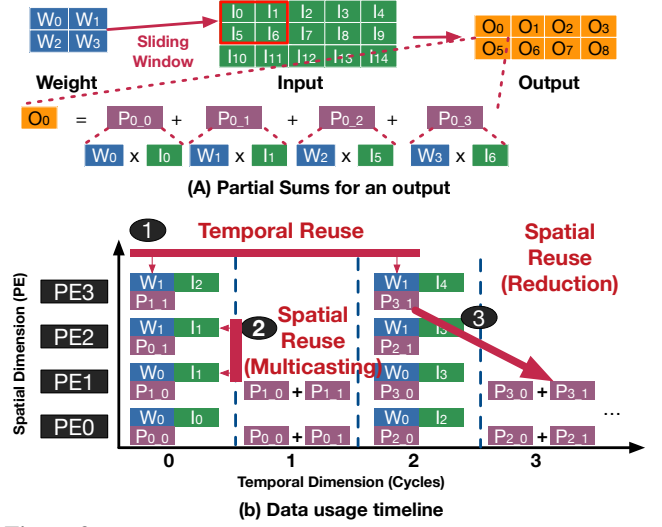 W0 W1 I0 I1 I2 I3 I4 O0 O1 O2 O3
W2 W3 Sliding I5 I6 I7 I8 I9 O5 O6 O7 O8
Window I10 I11 I12 I13 I14
Weight Input Output
O0 = P0_0 + P0_1 + P0_2 + P0_3
W0 x I0 W1 x I1 W2 x I5 W3 x I6
(A) Partial Sums for an output
1 Temporal Reuse Spatial
Reuse
(Reduction)
Spatial Dimension (PE)
PE3 W1 I2 W1 I4
P1_1 P3_1
PE2 W1 I1 2 Spatial W1 I3 3
P0_1 Reuse P2_1
(Multicasting)
PE1 W0 I1 W0 I3
P1_0 P1_0 + P1_1 P3_0 P3_0 + P3_1
...
PE0 W0 I0 W0 I2
P0_0 P0_0 + P0_1 P2_0 P2_0 + P2_1
0 1 2 3
Temporal Dimension (Cycles)
(b) Data usage timeline